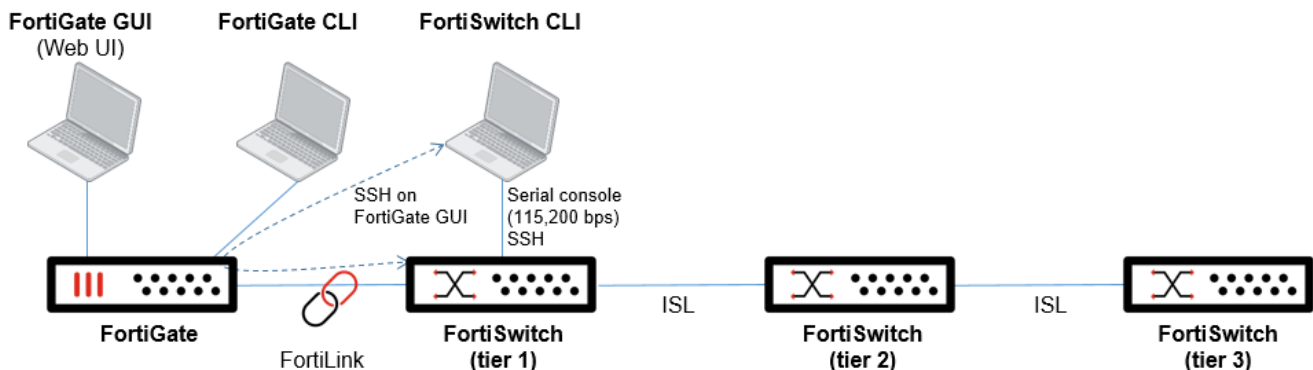 FortiGate GUI
(Web UI)
FortiGate CLI
FortiSwitch CLI
SSH on
FortiGate GUI
Serial console
(115,200 bps)
SSH
FortiGate
FortiLink
FortiSwitch
(tier 1)
ISL
FortiSwitch
(tier 2)
ISL
FortiSwitch
(tier 3)